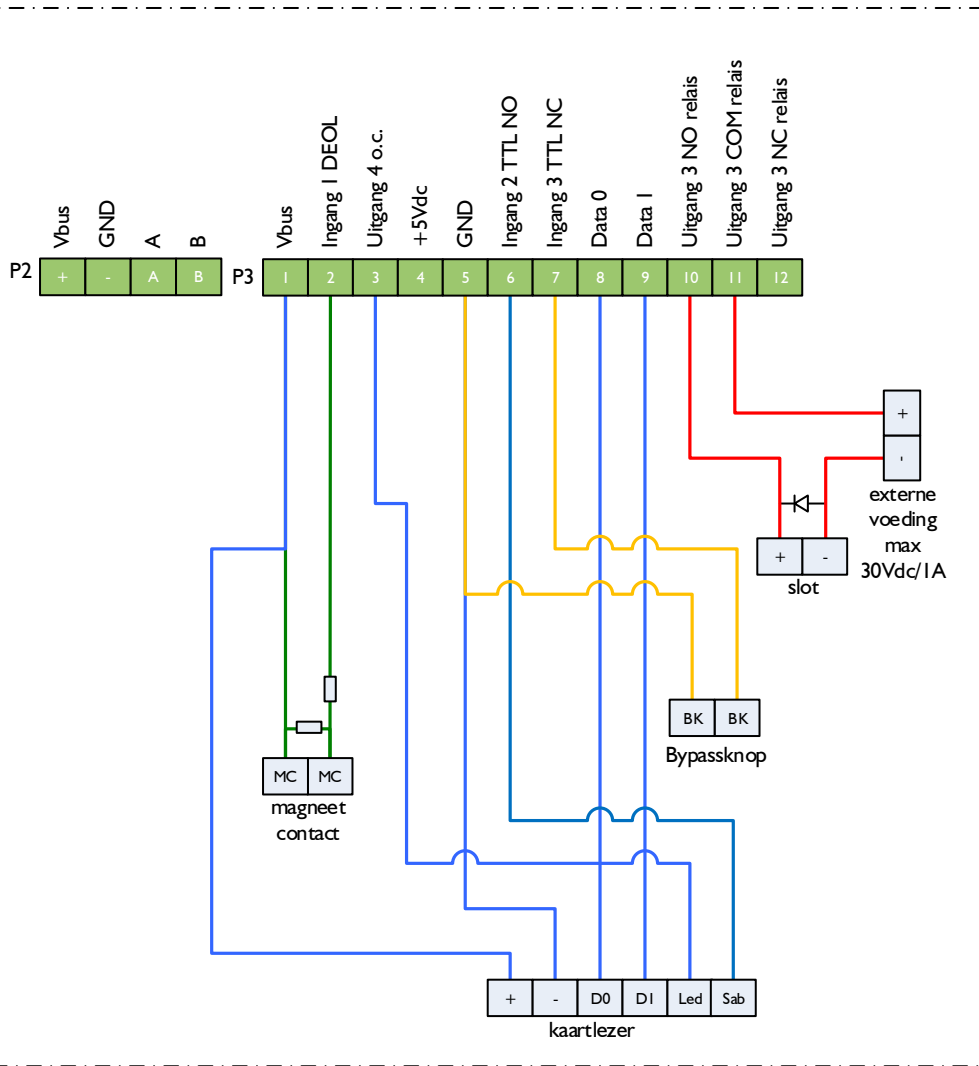 Vbus
GND
A
B
Vbus
Ingang 1 DEOL
Uitgang 4 o.c.
+5Vdc
GND
Ingang 2 TTL NO
Ingang 3 TTL NC
Data 0
Data 1
Uitgang 3 NO relais
Uitgang 3 COM relais
Uitgang 3 NC relais
P2
+ - A B
P3
1 2 3 4 5 6 7 8 9 10 11 12
+
-
externe
voeding
max
30Vdc/1A
+ -
slot
BK BK
Bypassknop
MC MC
magneet
contact
+ - D0 D1 Led Sab
kaartlezer